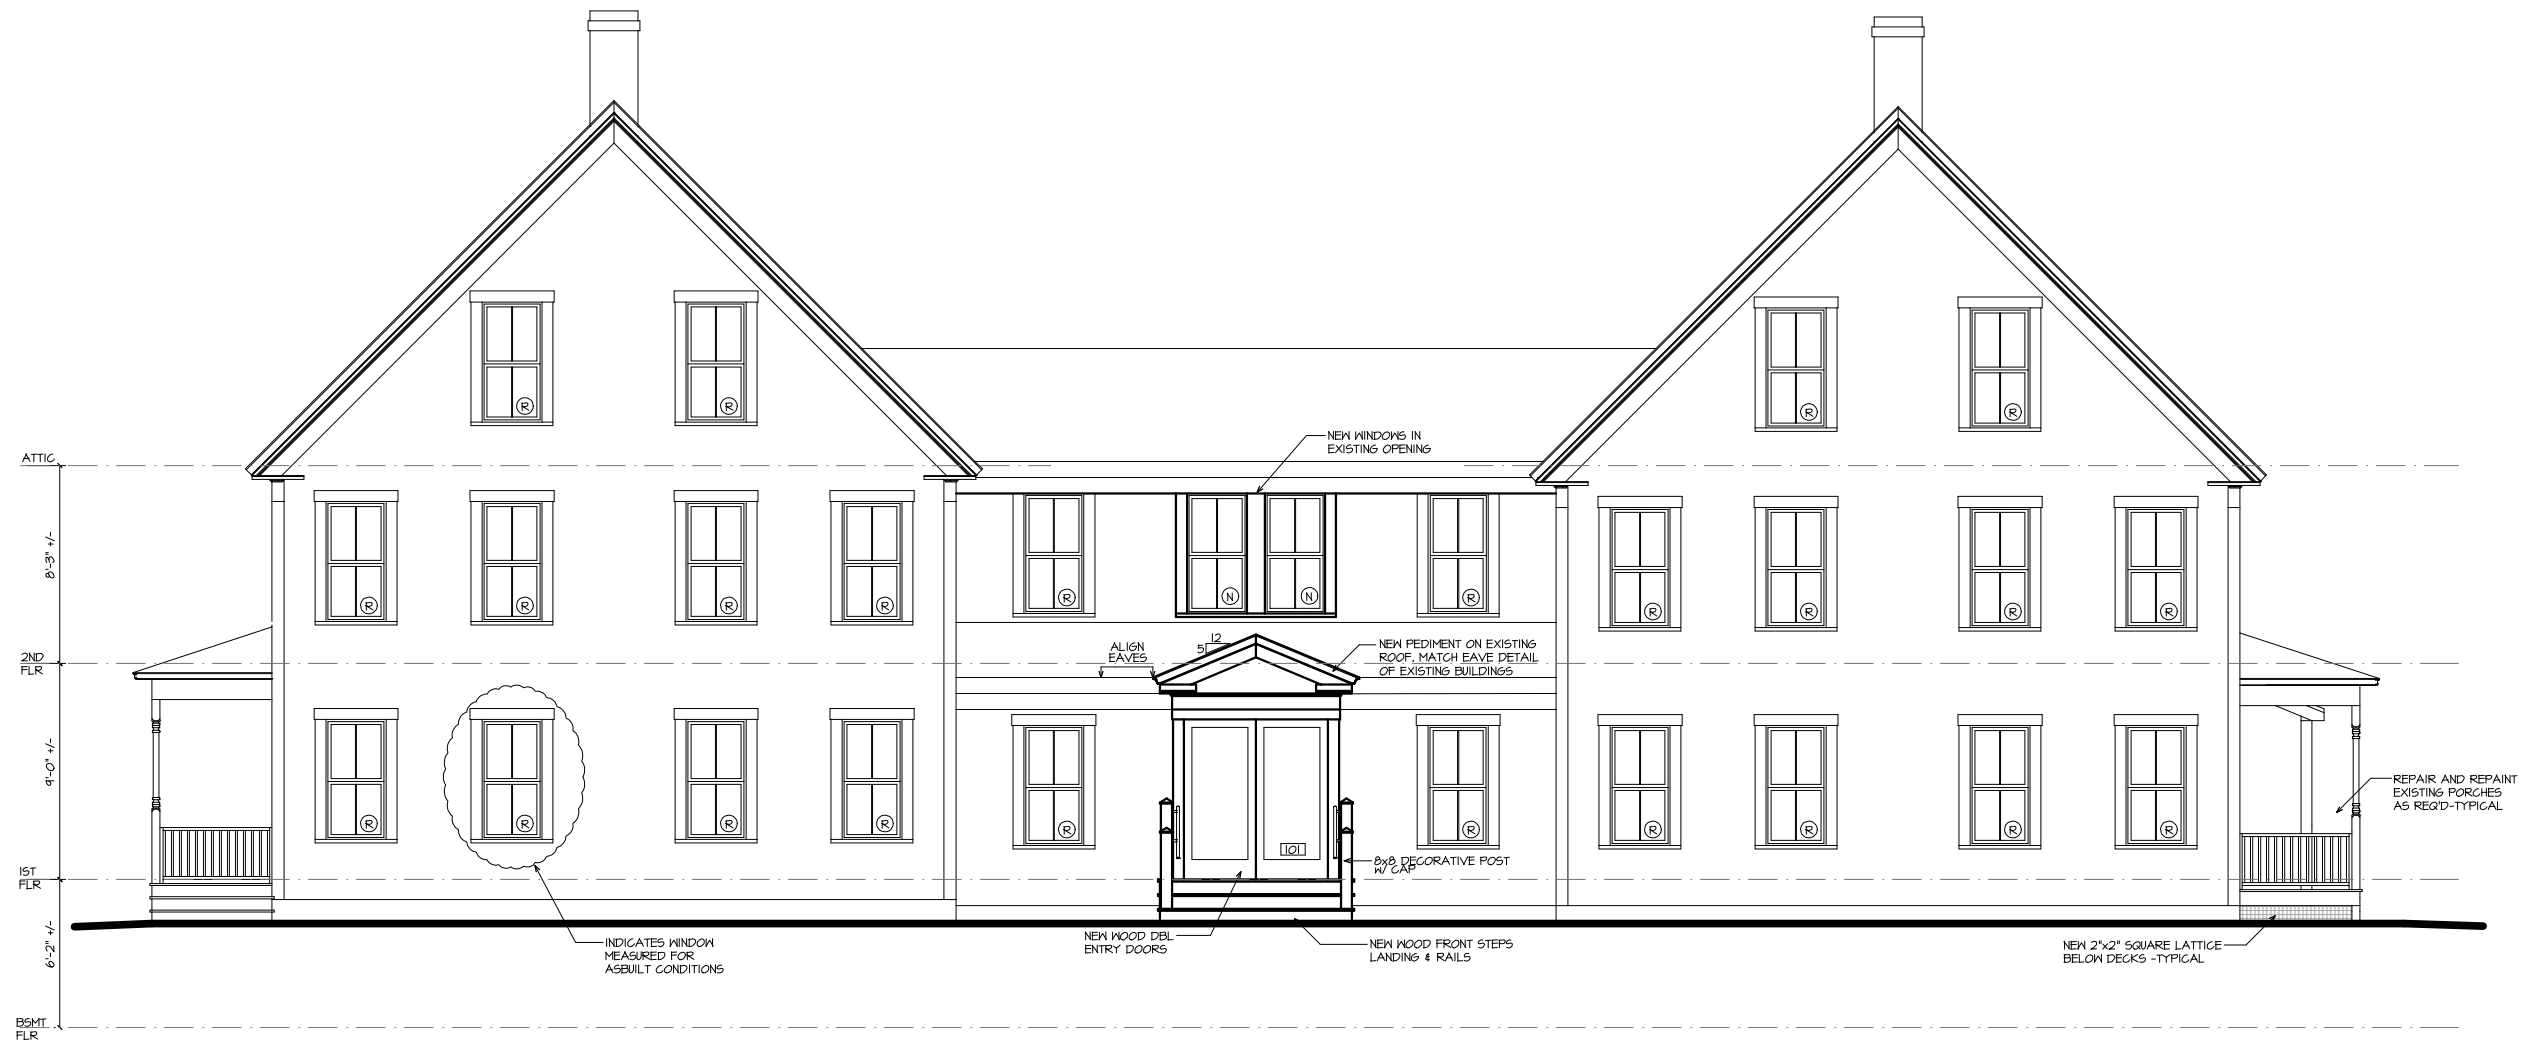 R
R
R
R
NEW WINDOWS IN
EXISTING OPENING
ATTIC
8'-3" +/-
R
R
R
R
R
N
N
R
R
R
R
R
2ND
FLR
ALIGN
EAVES
12
5
NEW PEDIMENT ON EXISTING
ROOF, MATCH EAVE DETAIL
OF EXISTING BUILDINGS
9'-0" +/-
R
R
R
R
R
101
R
R
R
R
R
REPAIR AND REPAINT
EXISTING PORCHES
AS REQ'D-TYPICAL
8x8 DECORATIVE POST
W/ CAP
1ST
FLR
6'-2" +/-
INDICATES WINDOW
MEASURED FOR
ASBUILT CONDITIONS
NEW WOOD DBL
ENTRY DOORS
NEW WOOD FRONT STEPS
LANDING & RAILS
NEW 2"x2" SQUARE LATTICE
BELOW DECKS -TYPICAL
BSMT
FLR